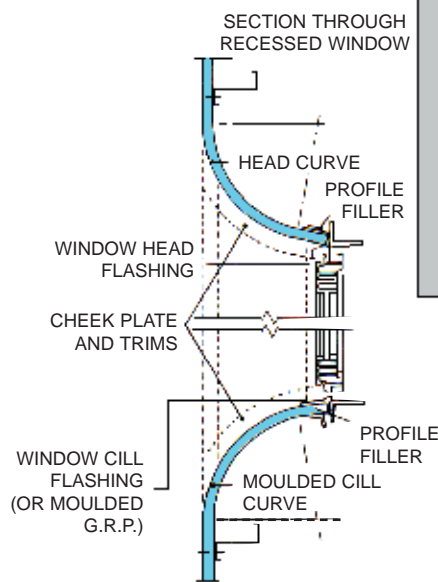 SECTION THROUGH
RECESSED WINDOW
HEAD CURVE
PROFILE
FILLER
WINDOW HEAD
FLASHING
CHEEK PLATE
AND TRIMS
PROFILE
FILLER
WINDOW CILL
FLASHING
(OR MOULDED
G.R.P.)
MOULDED CILL
CURVE